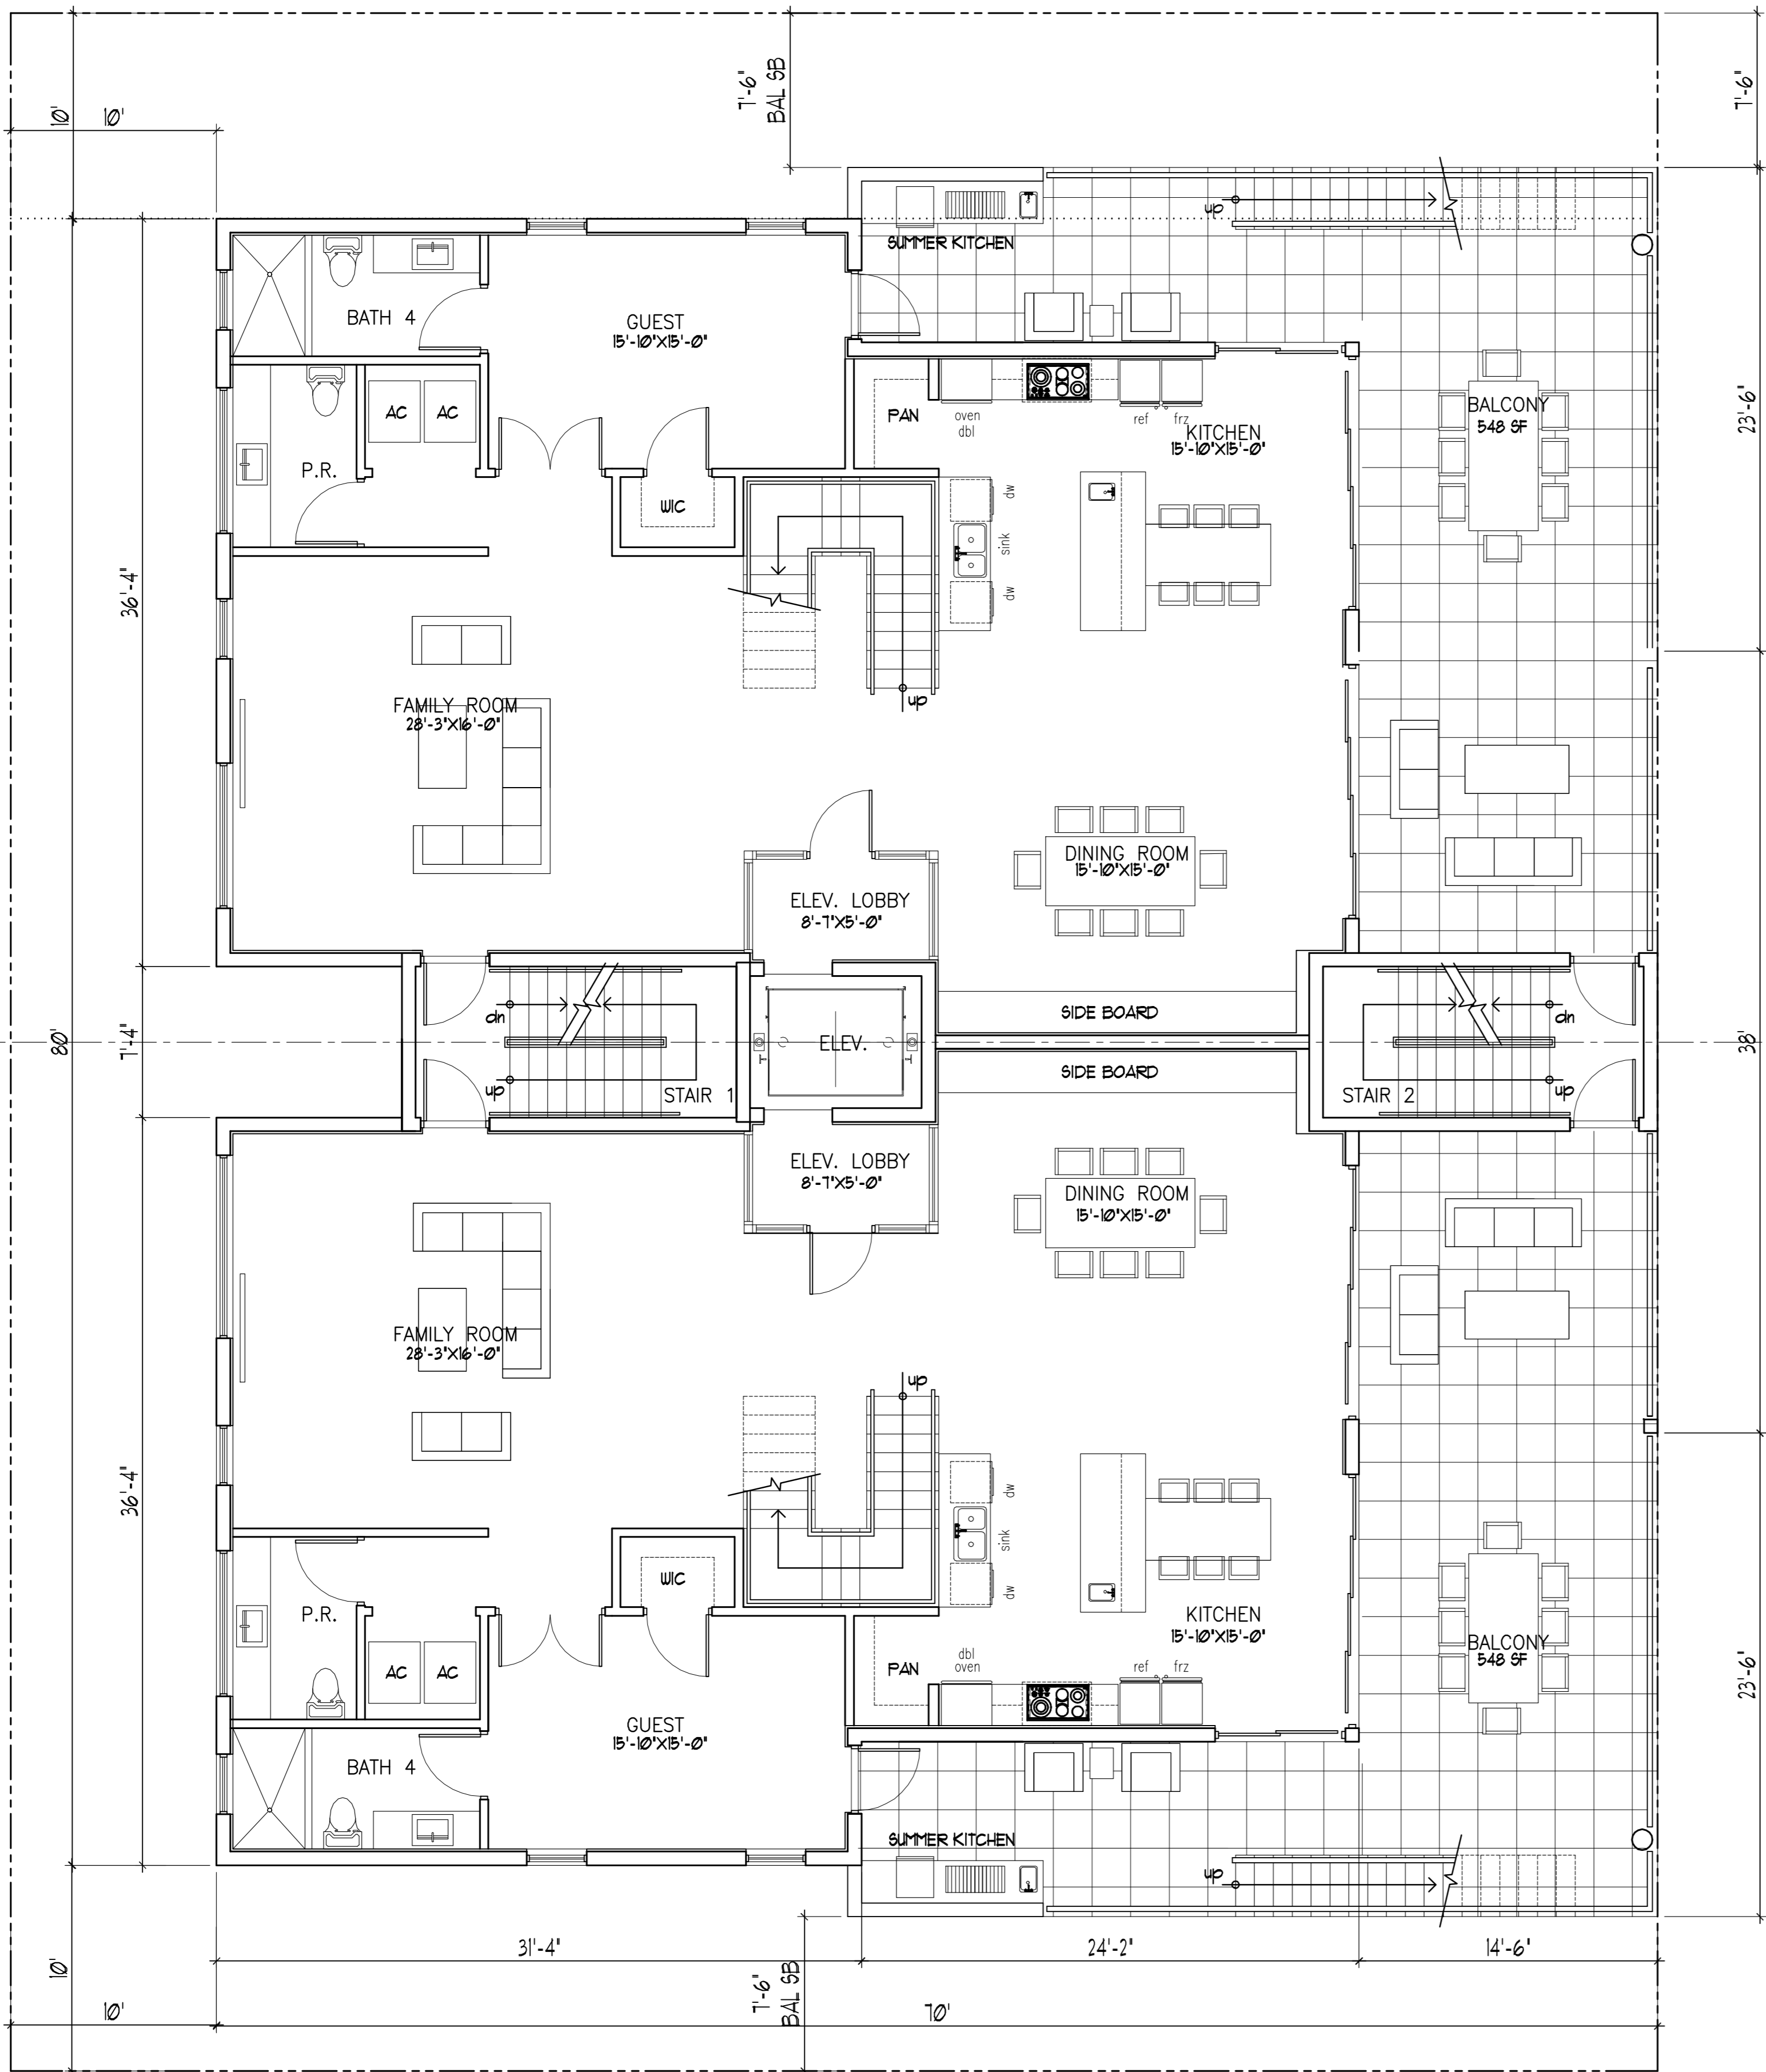 10'
10'
7'-6"
BAL SB
7'-6"
up
SUMMER KITCHEN
BATH 4
GUEST
15'-10"X15'-0"
AC
AC
PAN
oven
dbl
ref
frz
KITCHEN
15'-10"X15'-0"
BALCONY
548 SF
23'-6"
P.R.
WIC
dw
sink
dw
36'-4"
up
FAMILY ROOM
28'-3"X16'-0"
DINING ROOM
15'-10"X15'-0"
ELEV. LOBBY
8'-7"X5'-0"
dn
SIDE BOARD
dn
80'
7'-4"
ELEV.
38'
SIDE BOARD
up
STAIR 1
STAIR 2
up
ELEV. LOBBY
8'-7"X5'-0"
DINING ROOM
15'-10"X15'-0"
FAMILY ROOM
28'-3"X16'-0"
up
36'-4"
dw
sink
dw
WIC
P.R.
KITCHEN
15'-10"X15'-0"
BALCONY
548 SF
23'-6"
AC
AC
PAN
dbl
oven
ref
frz
GUEST
15'-10"X15'-0"
BATH 4
SUMMER KITCHEN
up
31'-4"
24'-2"
14'-6"
10'
10'
7'-6"
BAL SB
70'